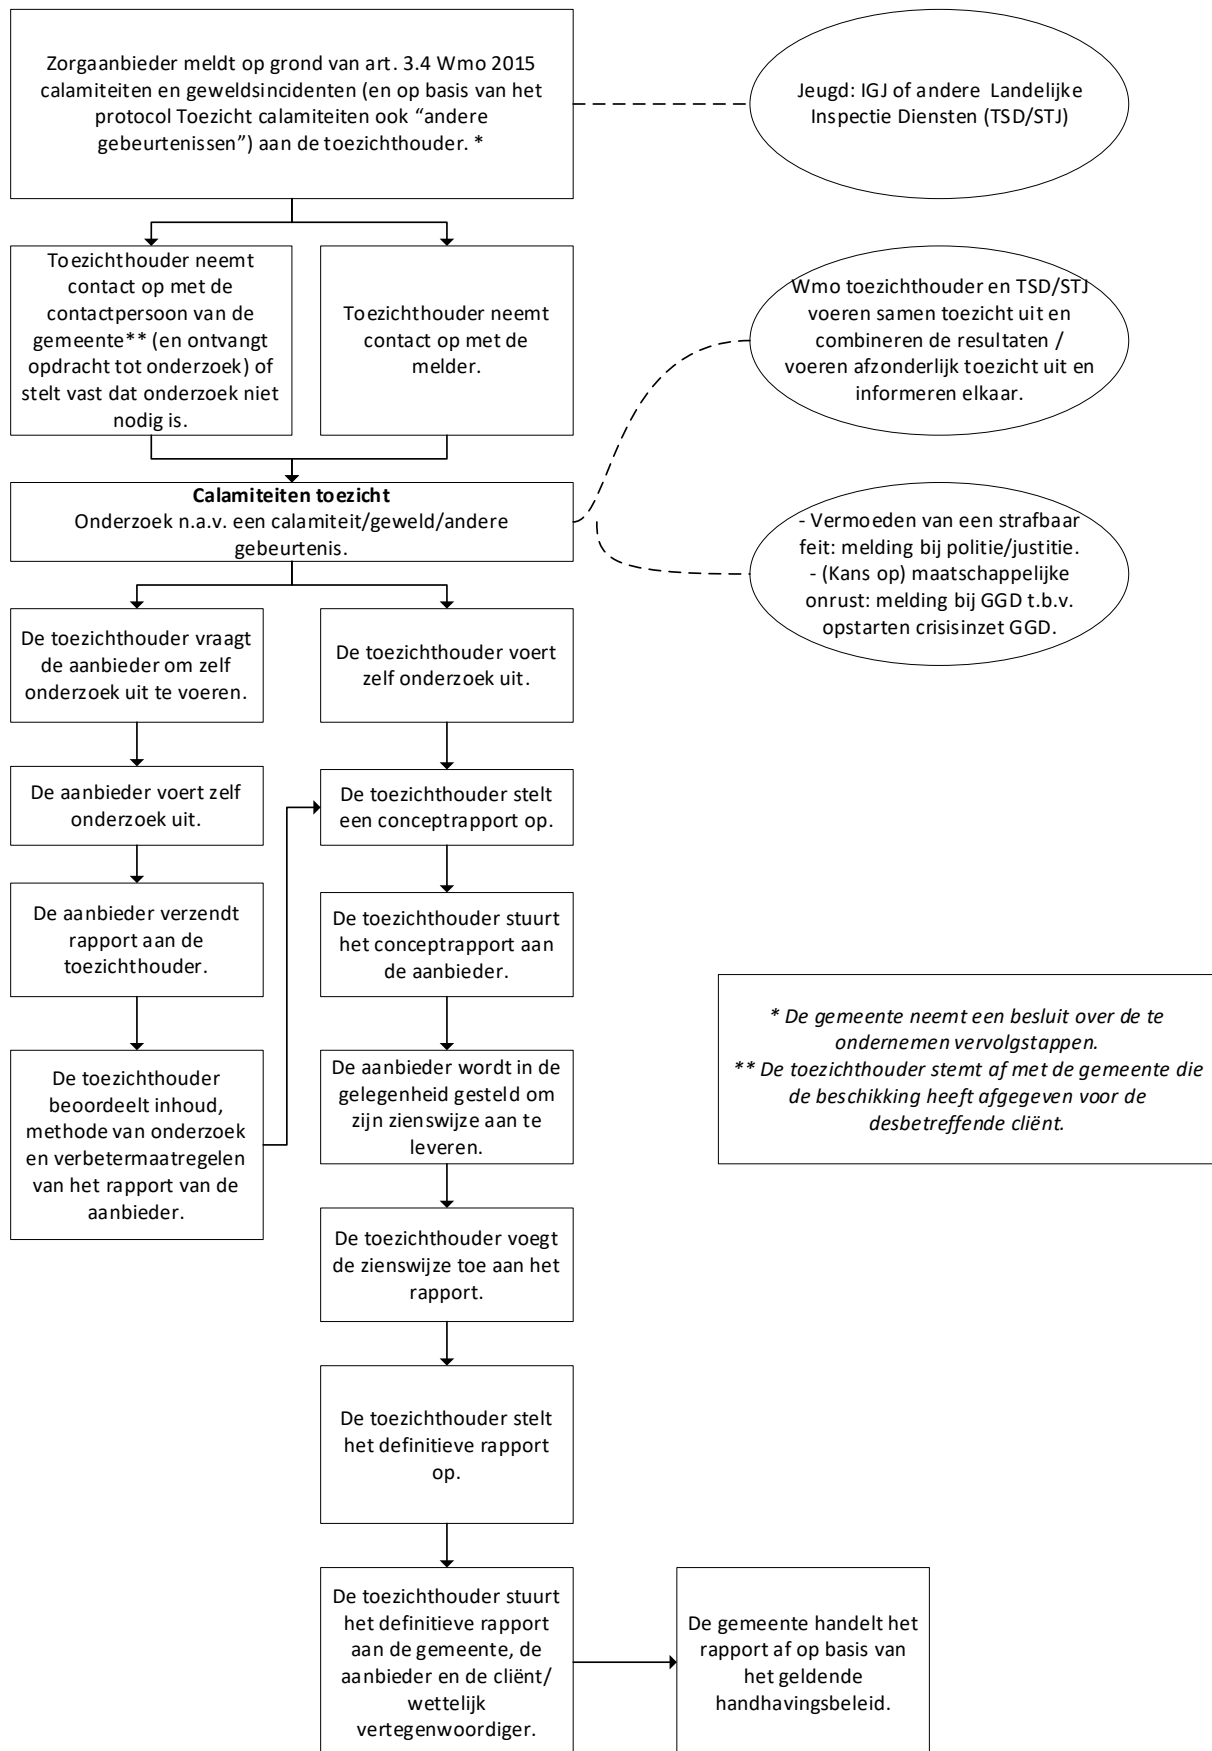 Zorgaanbieder meldt op grond van art. 3.4 Wmo 2015
calamiteiten en geweldsincidenten (en op basis van het
protocol Toezicht calamiteiten ook “andere
gebeurtenissen”) aan de toezichthouder. *
Jeugd: IGJ of andere Landelijke
Inspectie Diensten (TSD/STJ)
Toezichthouder neemt
contact op met de
contactpersoon van de
gemeente** (en ontvangt
opdracht tot onderzoek) of
stelt vast dat onderzoek niet
nodig is.
Toezichthouder neemt
contact op met de
melder.
Wmo toezichthouder en TSD/STJ
voeren samen toezicht uit en
combineren de resultaten /
voeren afzonderlijk toezicht uit en
informeren elkaar.
Calamiteiten toezicht
Onderzoek n.a.v. een calamiteit/geweld/andere
gebeurtenis.
- Vermoeden van een strafbaar
feit: melding bij politie/justitie.
- (Kans op) maatschappelijke
onrust: melding bij GGD t.b.v.
opstarten crisisinzet GGD.
De toezichthouder vraagt
de aanbieder om zelf
onderzoek uit te voeren.
De toezichthouder voert
zelf onderzoek uit.
De aanbieder voert zelf
onderzoek uit.
De toezichthouder stelt
een conceptrapport op.
De aanbieder verzendt
rapport aan de
toezichthouder.
De toezichthouder stuurt
het conceptrapport aan
de aanbieder.
De toezichthouder
beoordeelt inhoud,
methode van onderzoek
en verbetermaatregelen
van het rapport van de
aanbieder.
De aanbieder wordt in de
gelegenheid gesteld om
zijn zienswijze aan te
leveren.
* De gemeente neemt een besluit over de te
ondernemen vervolgstappen.
** De toezichthouder stemt af met de gemeente die
de beschikking heeft afgegeven voor de
desbetreffende cliënt.
De toezichthouder voegt
de zienswijze toe aan het
rapport.
De toezichthouder stelt
het definitieve rapport
op.
De toezichthouder stuurt
het definitieve rapport
aan de gemeente, de
aanbieder en de cliënt/
wettelijk
vertegenwoordiger.
De gemeente handelt het
rapport af op basis van
het geldende
handhavingsbeleid.